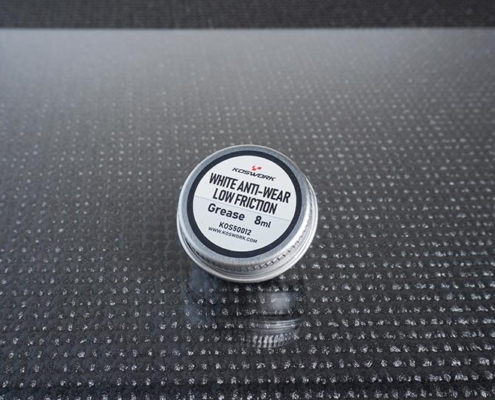 KOSWORK
WHITE ANTI-WEAR
LOW FRICTION
Grease 8ml
KOS50012
WWW.KOSWORK.COM